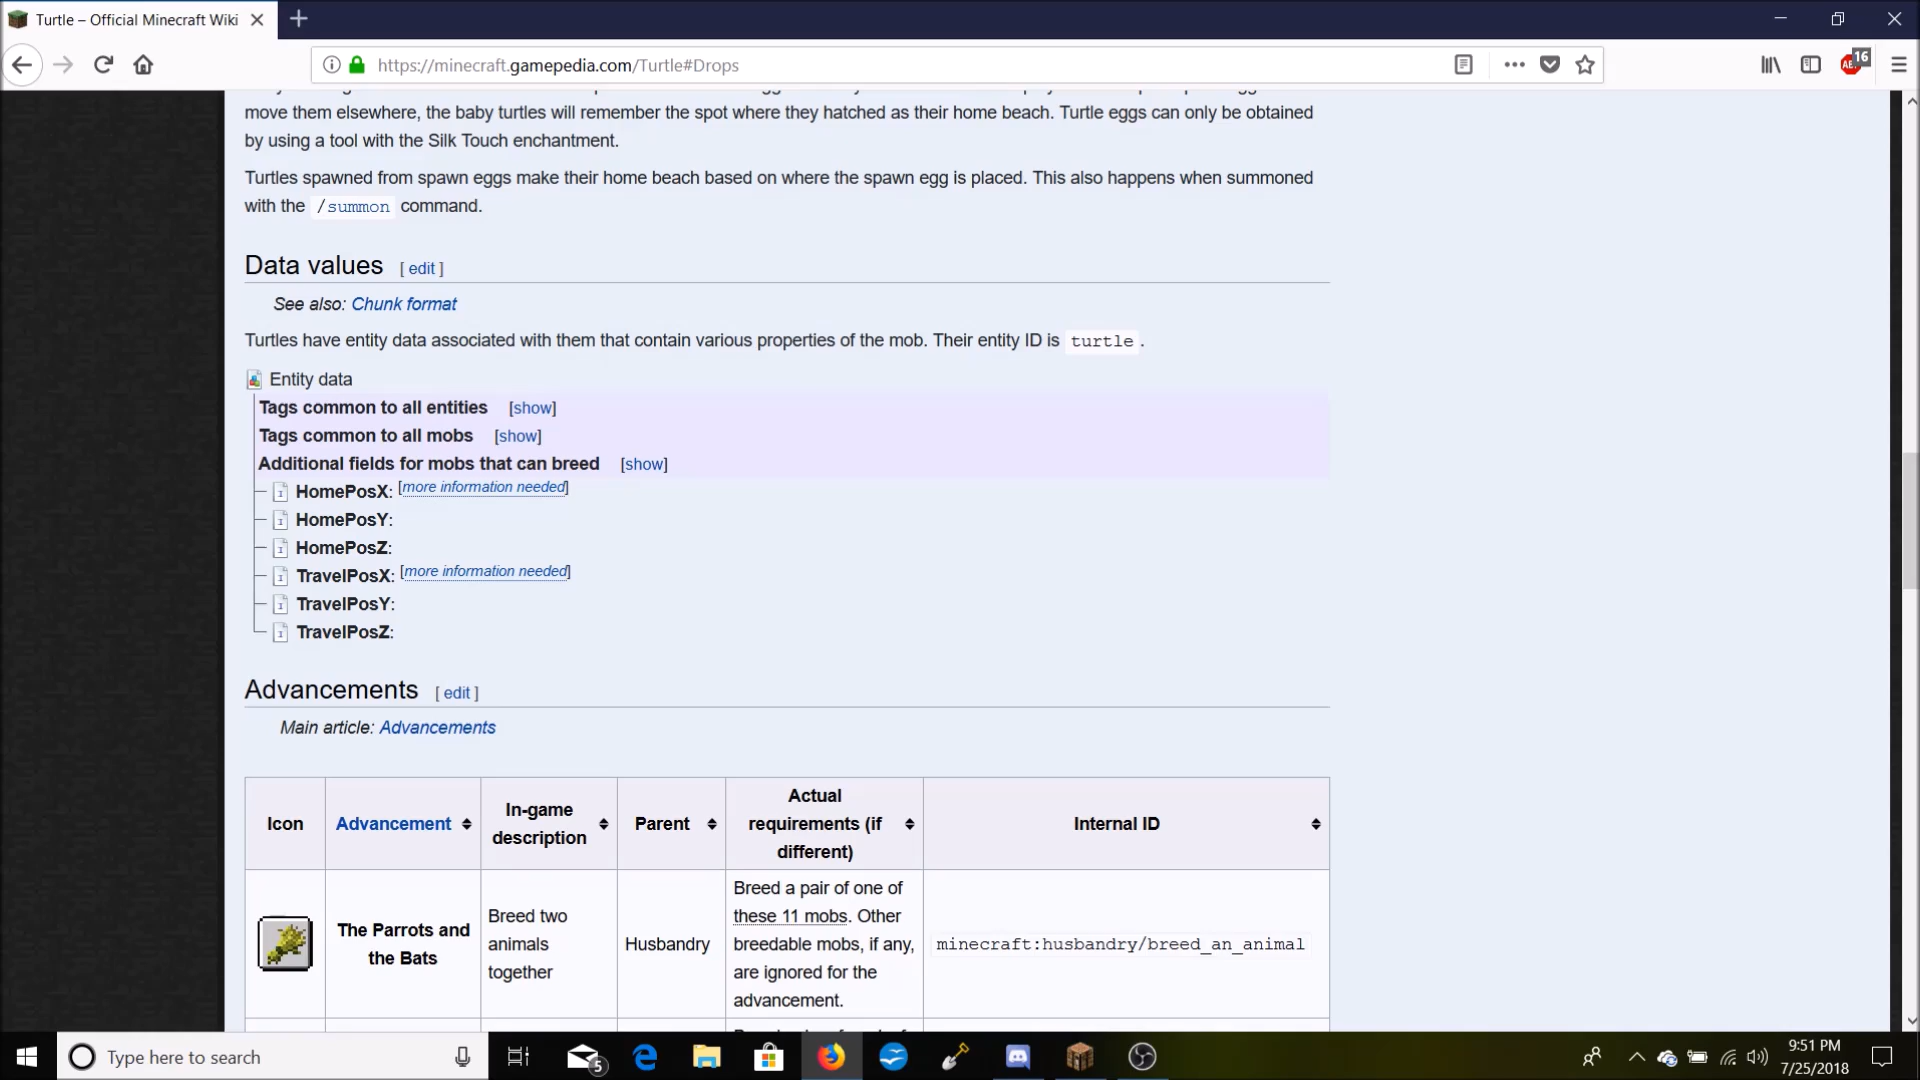 Turtle – Official Minecraft Wiki
https://minecraft.gamepedia.com/Turtle#Drops
16
move them elsewhere, the baby turtles will remember the spot where they hatched as their home beach. Turtle eggs can only be obtained
by using a tool with the Silk Touch enchantment.
Turtles spawned from spawn eggs make their home beach based on where the spawn egg is placed. This also happens when summoned
with the /summon command.
Data values [ edit ]
See also: Chunk format
Turtles have entity data associated with them that contain various properties of the mob. Their entity ID is turtle .
Entity data
Tags common to all entities [show]
Tags common to all mobs [show]
Additional fields for mobs that can breed [show]
HomePosX: [more information needed]
HomePosY:
HomePosZ:
TravelPosX: [more information needed]
TravelPosY:
TravelPosZ:
Advancements [ edit ]
Main article: Advancements
Icon
Advancement
In-game
description
Parent
Actual
requirements (if
different)
Internal ID
The Parrots and
the Bats
Breed two
animals
together
Husbandry
Breed a pair of one of
these 11 mobs. Other
breedable mobs, if any,
are ignored for the
advancement.
minecraft:husbandry/breed_an_animal
Type here to search
5
9:51 PM
7/25/2018